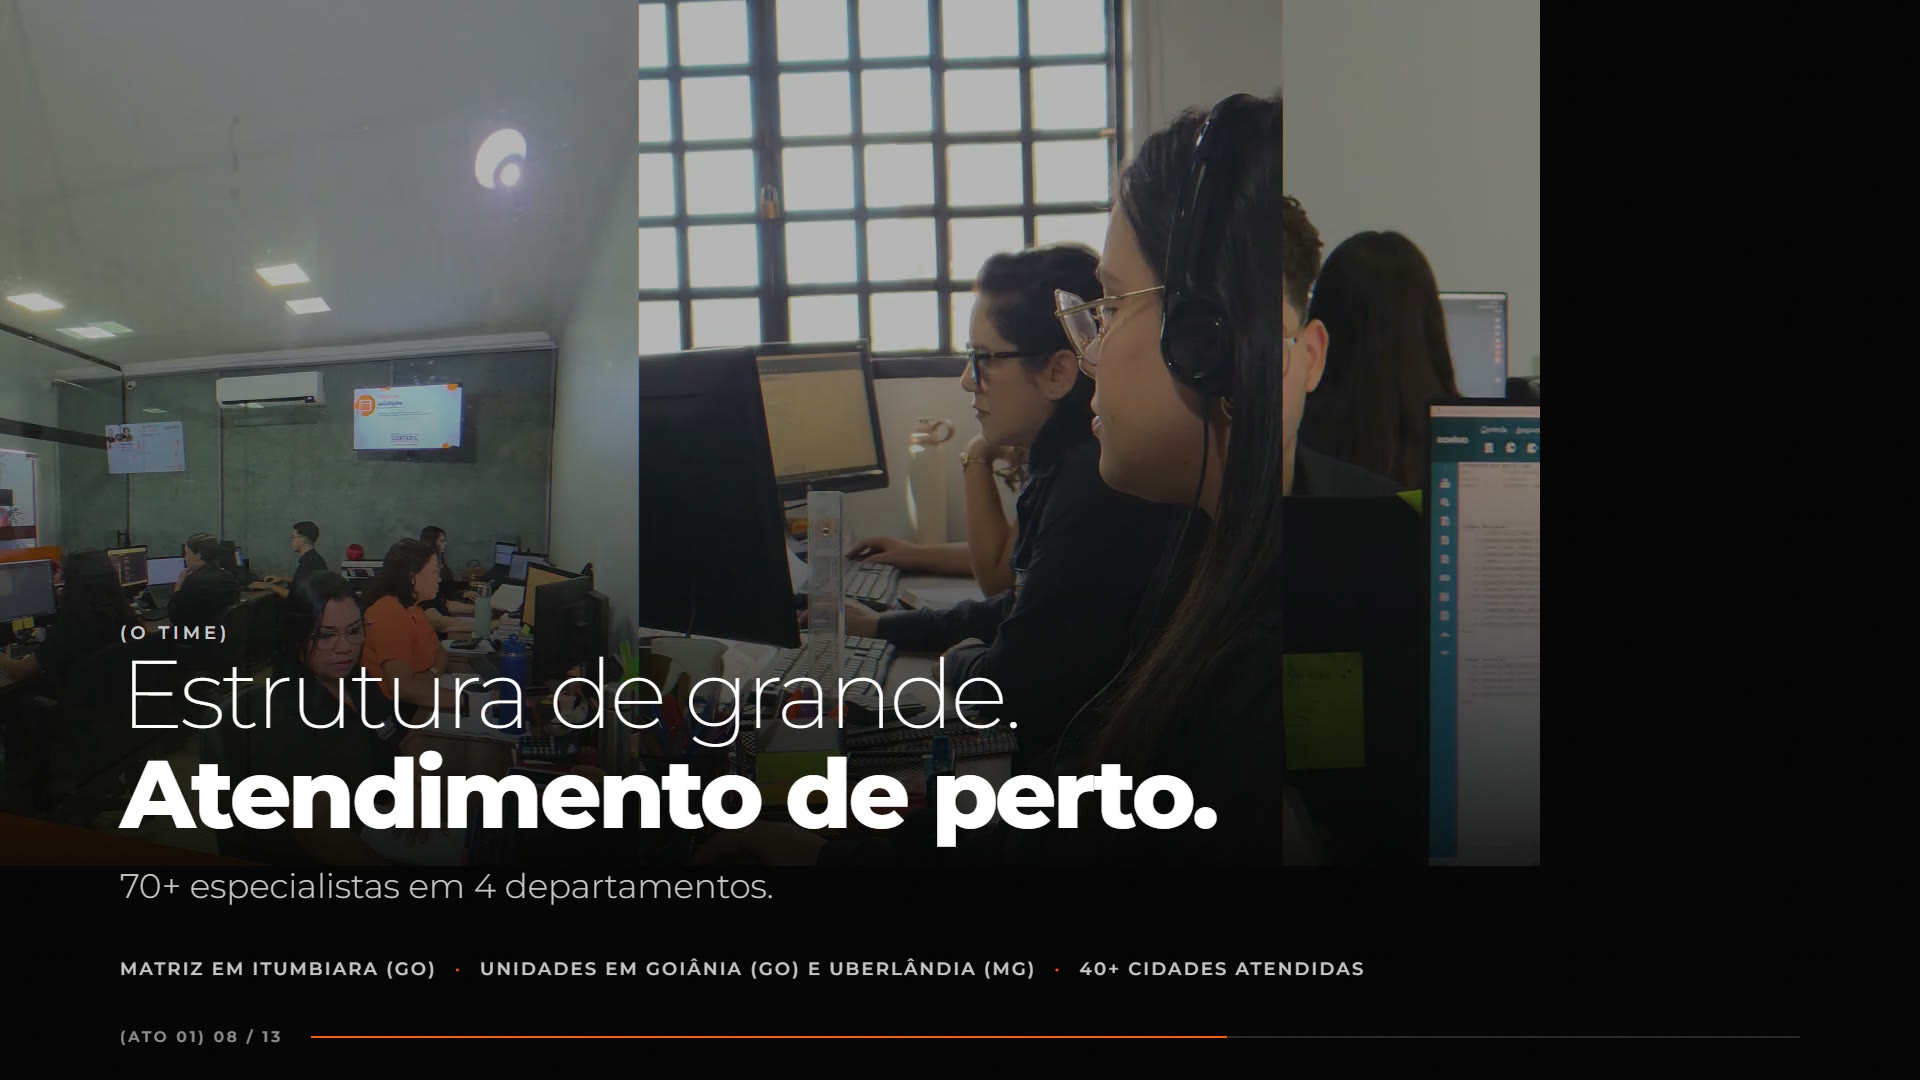 (O TIME)
Estrutura de grande.
Atendimento de perto.
70+ especialistas em 4 departamentos.
MATRIZ EM ITUMBIARA (GO) · UNIDADES EM GOIÂNIA (GO) E UBERLÂNDIA (MG) · 40+ CIDADES ATENDIDAS
(ATO 01) 08 / 13